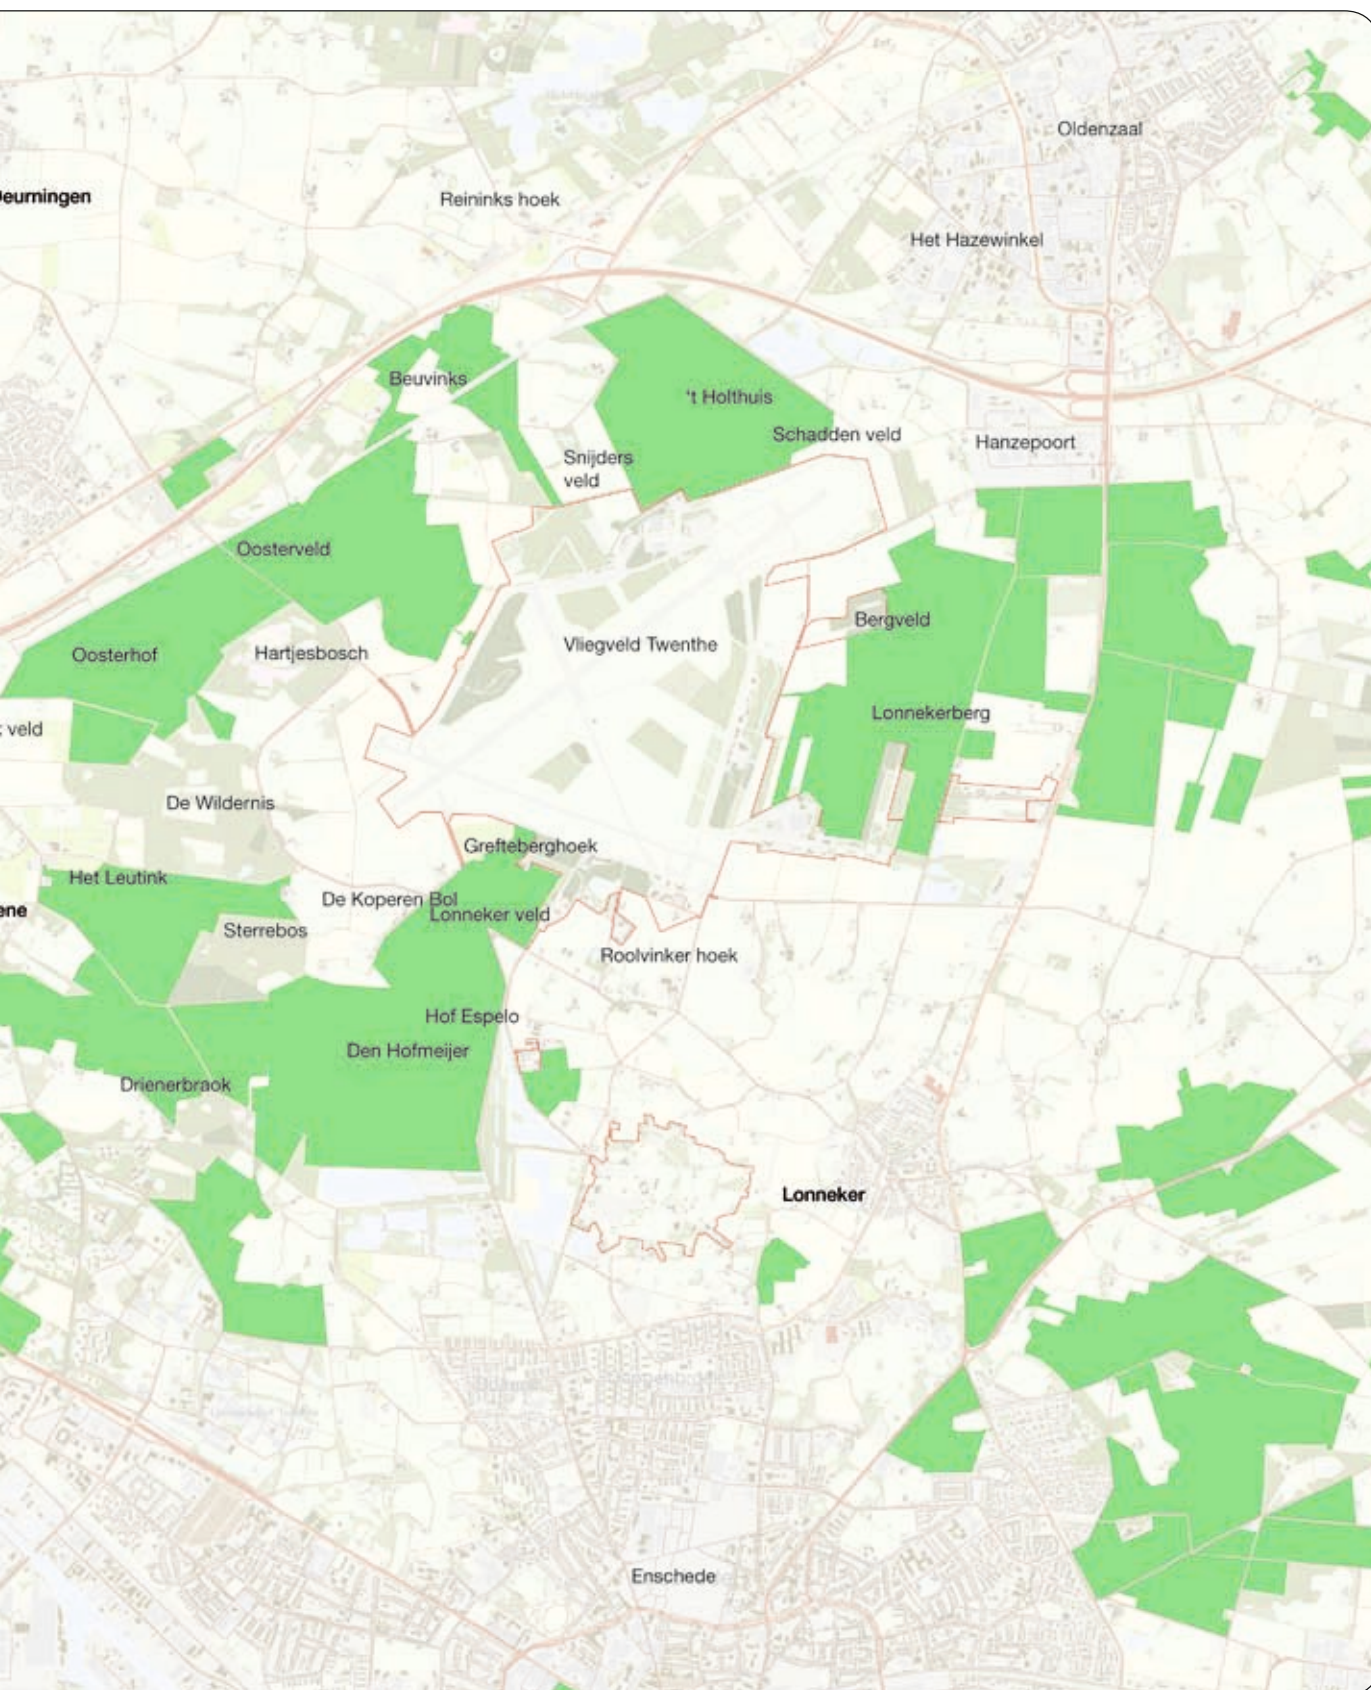 Oldenzaal
Deurningen
Reininks hoek
Het Hazewinkel
Beuvinks
't Holthuis
Schadden veld
Hanzepoort
Snijders
veld
Oosterveld
Bergveld
Vliegveld Twenthe
Hartjesbosch
Oosterhof
Lonnekerberg
veld
De Wildernis
Grefteberghoek
Het Leutink
De Koperen Bol
ene
Lonneker veld
Sterrebos
Roolvinker hoek
Hof Espelo
Den Hofmeijer
Drienerbraok
Lonneker
Enschede